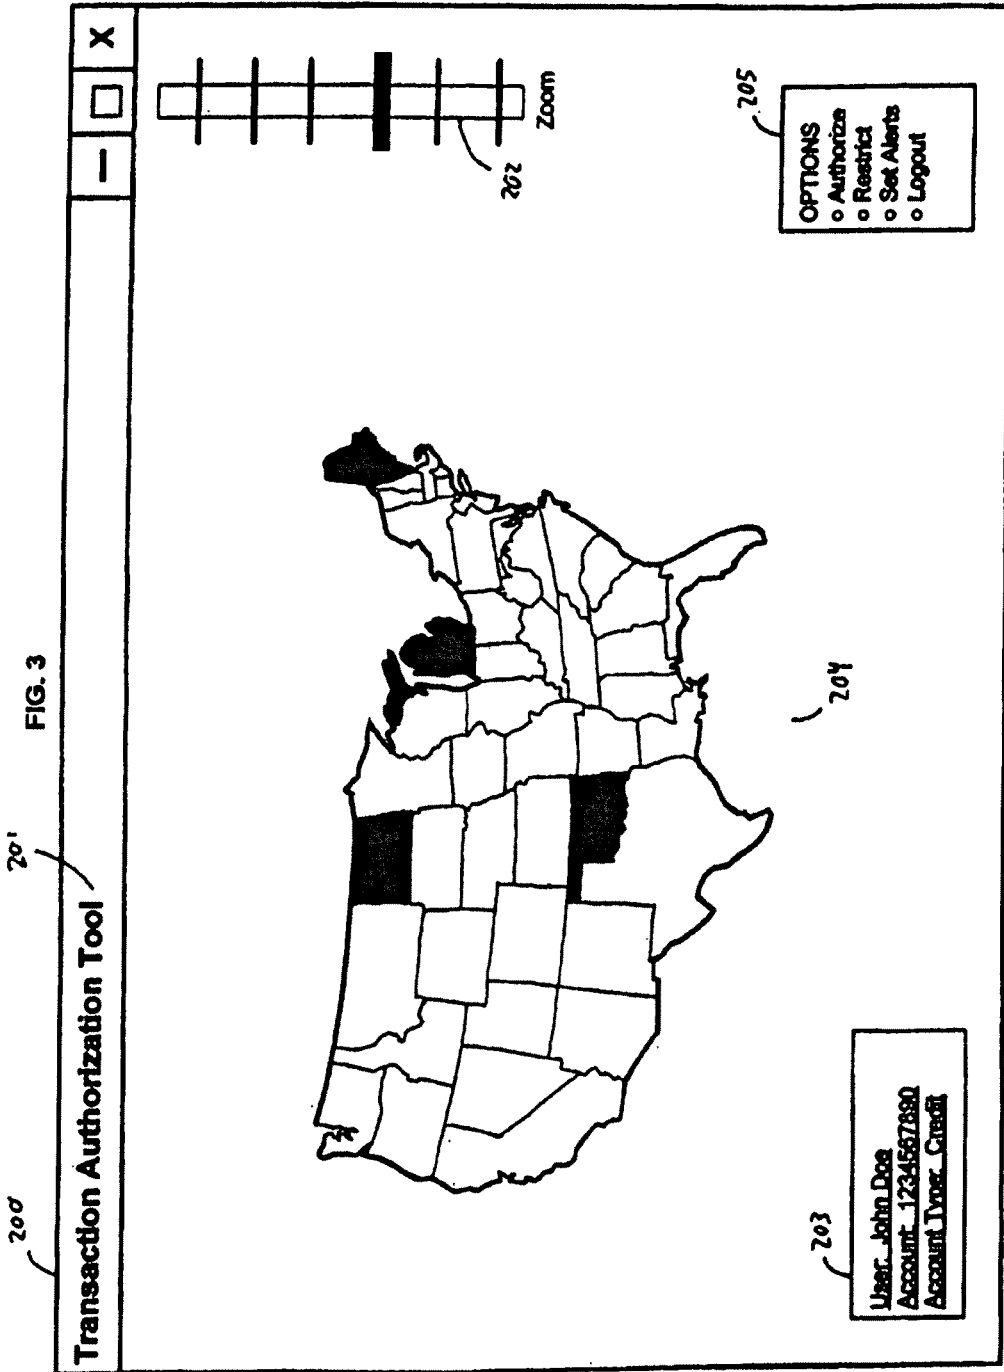 FIG. 3
200
201
Transaction Authorization Tool
X
202
Zoom
203
User: John Doe
Account: 1234567890
Account Type: Credit
204
205
OPTIONS
o Authorize
o Restrict
o Set Alerts
o Logout